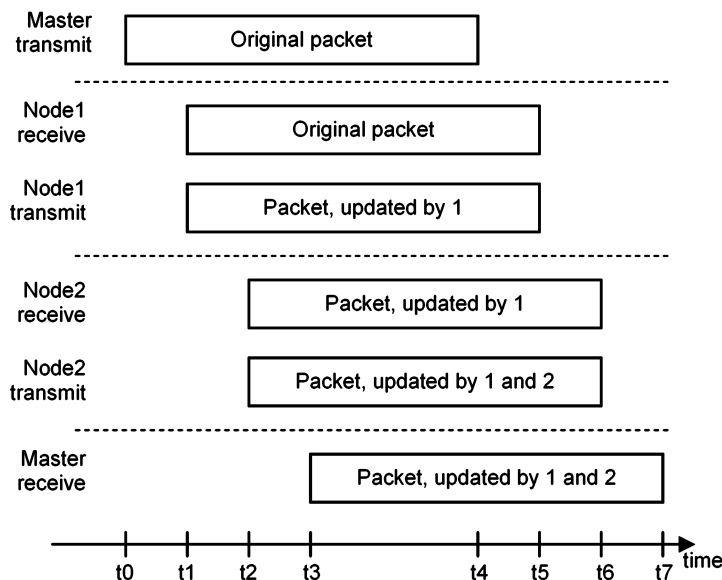 Master
transmit
Original packet
Node1
receive
Original packet
Node1
transmit
Packet, updated by 1
Node2
receive
Packet, updated by 1
Node2
transmit
Packet, updated by 1 and 2
Master
receive
Packet, updated by 1 and 2
t0 t1 t2 t3 t4 t5 t6 t7 time